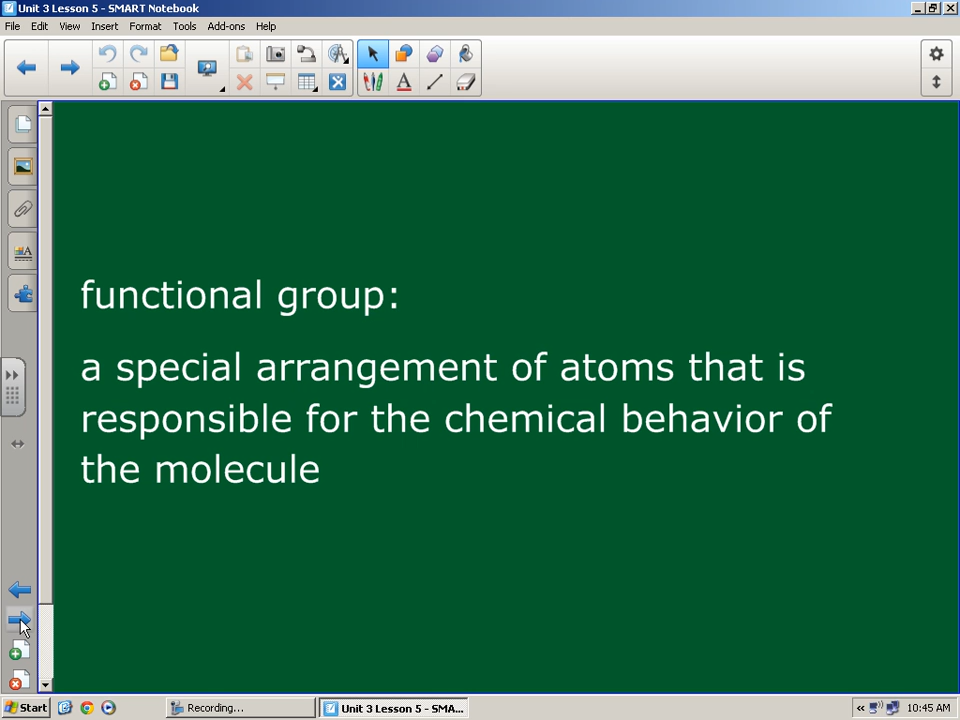 Unit 3 Lesson 5 - SMART Notebook
File Edit View Insert Format Tools Add-ons Help
functional group:
a special arrangement of atoms that is
responsible for the chemical behavior of
the molecule
Start Recording... Unit 3 Lesson 5 - SMA... 10:45 AM